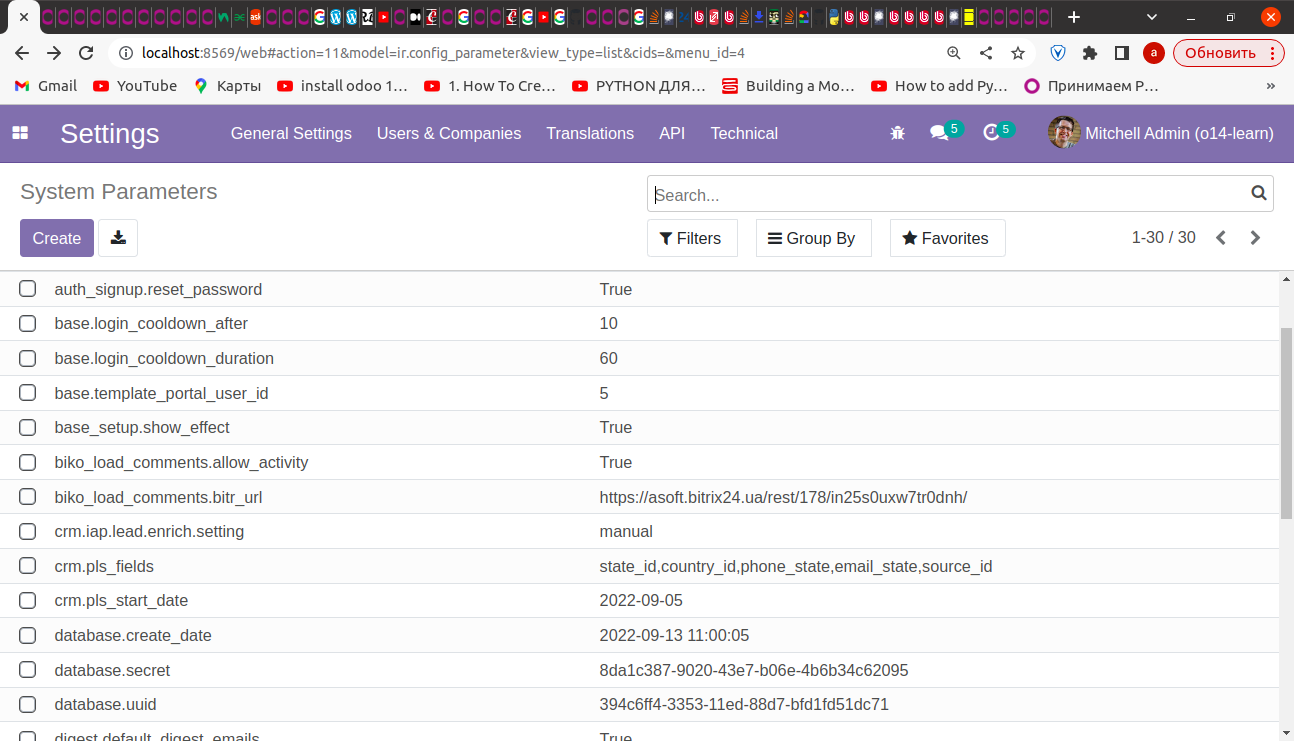 localhost:8569/web#action=11&model=ir.config_parameter&view_type=list&cids=&menu_id=4
a
Обновить
Gmail
YouTube
Карты
install odoo 1…
1. How To Cre…
PYTHON ДЛЯ…
Building a Mo…
How to add Py…
Принимаем Р…
»
Settings
General Settings
Users & Companies
Translations
API
Technical
5
5
Mitchell Admin (o14-learn)
System Parameters
Search...
Create
Filters
Group By
Favorites
1-30 / 30
auth_signup.reset_password True
base.login_cooldown_after 10
base.login_cooldown_duration 60
base.template_portal_user_id 5
base_setup.show_effect True
biko_load_comments.allow_activity True
biko_load_comments.bitr_url https://asoft.bitrix24.ua/rest/178/in25s0uxw7tr0dnh/
crm.iap.lead.enrich.setting manual
crm.pls_fields state_id,country_id,phone_state,email_state,source_id
crm.pls_start_date 2022-09-05
database.create_date 2022-09-13 11:00:05
database.secret 8da1c387-9020-43e7-b06e-4b6b34c62095
database.uuid 394c6ff4-3353-11ed-88d7-bfd1fd51dc71
digest.default_digest_emails True